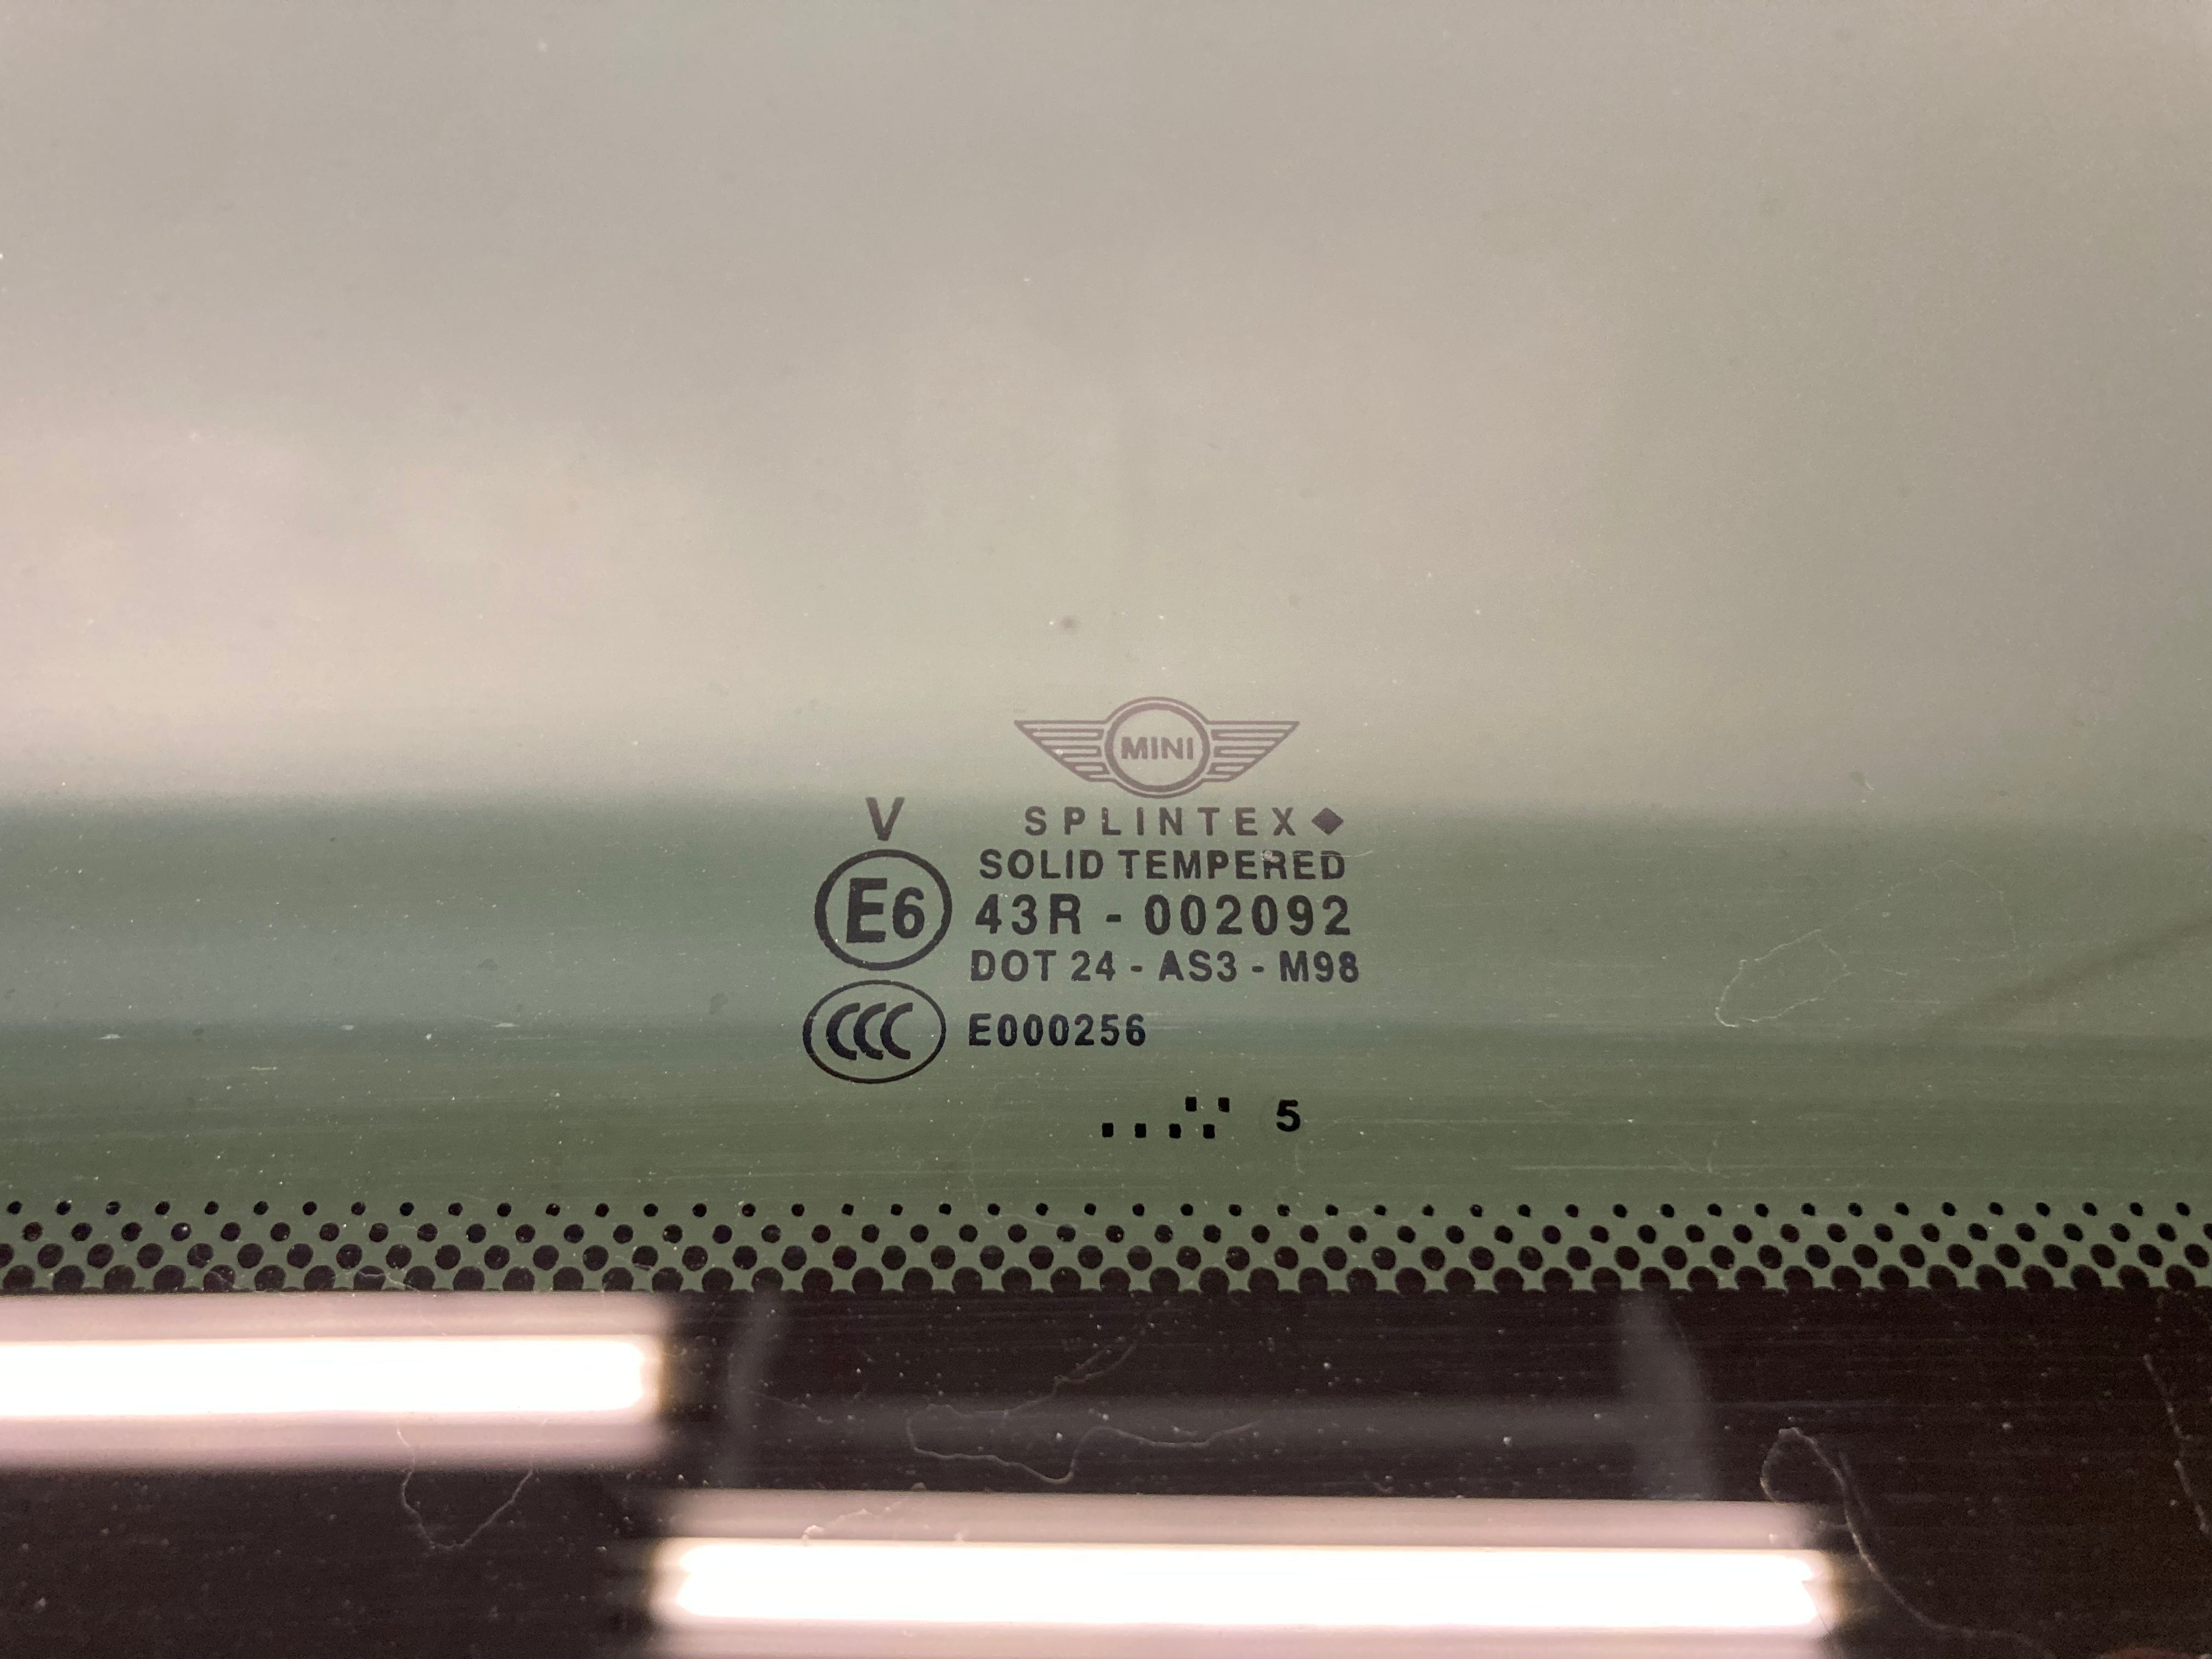 MINI
V SPLINTEX
SOLID TEMPERED
E6 43R - 002092
DOT 24 - AS3 - M98
CCC E000256
5